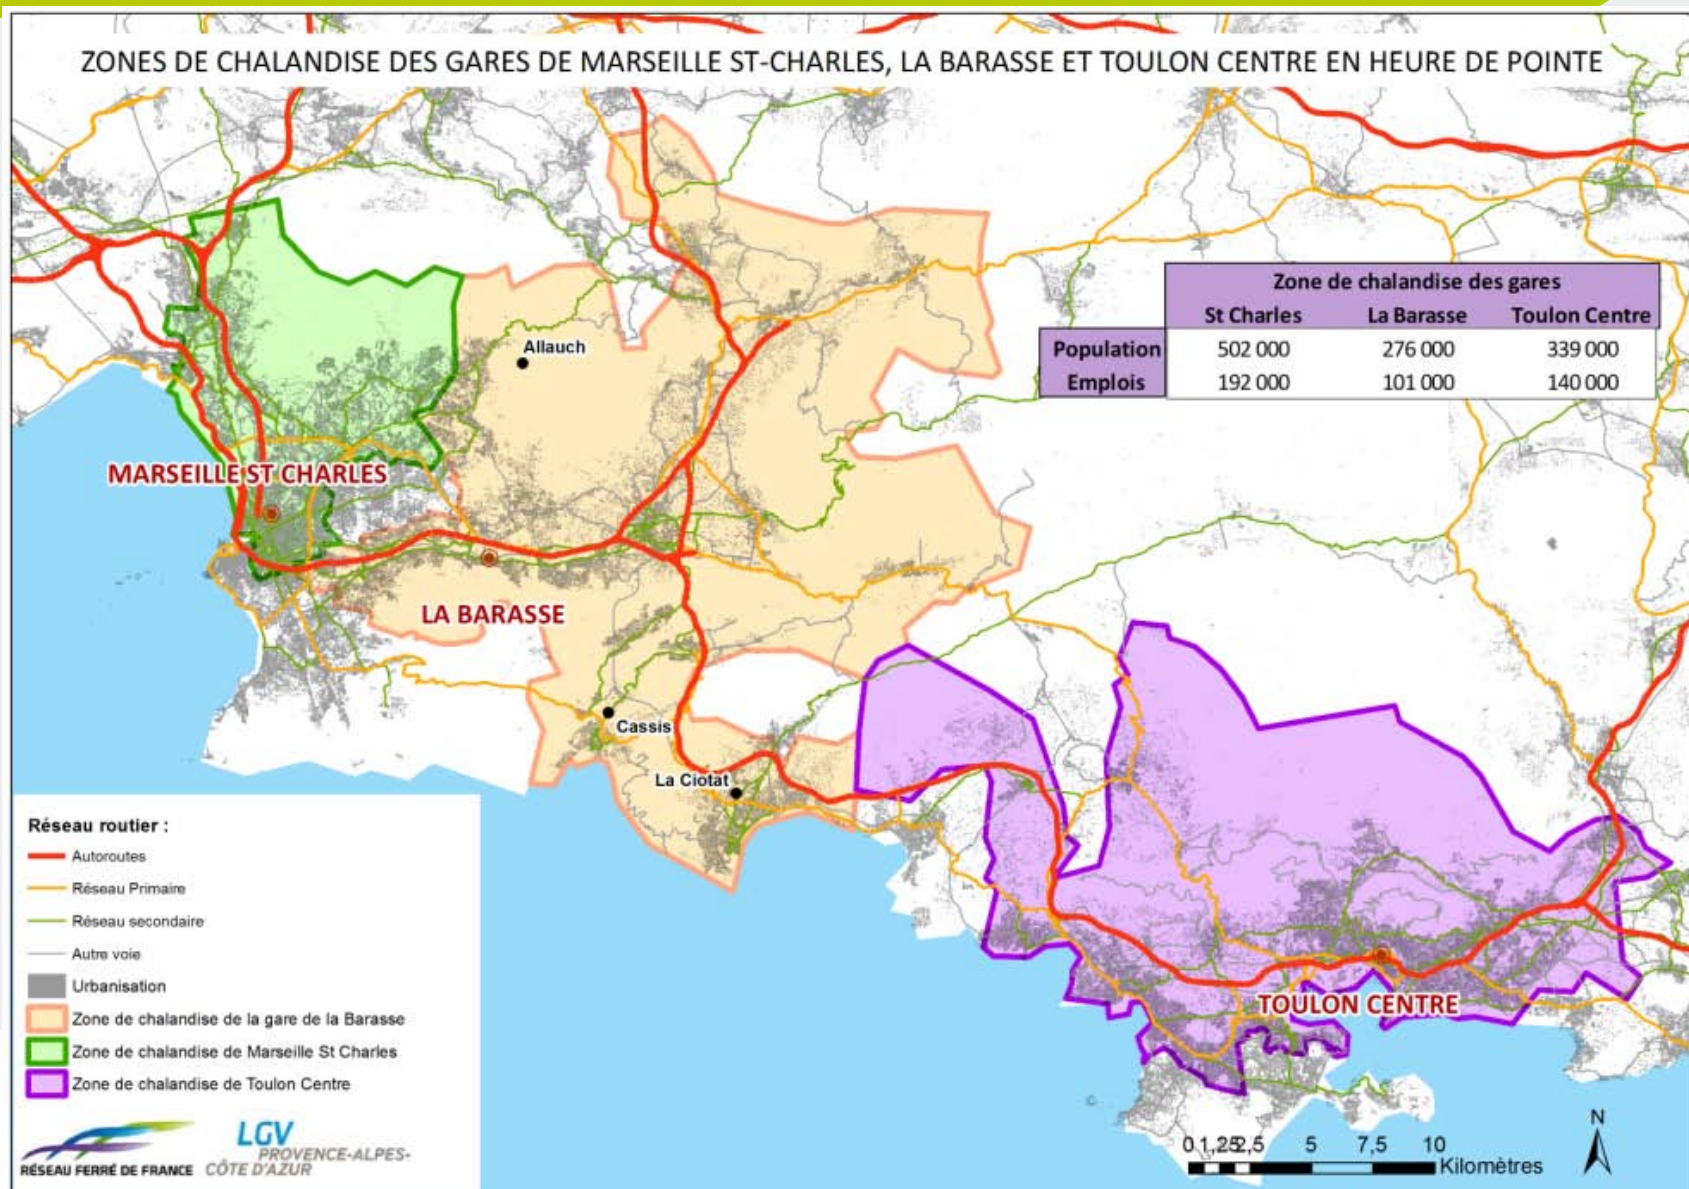 ZONES DE CHALANDISE DES GARES DE MARSEILLE ST-CHARLES, LA BARASSE ET TOULON CENTRE EN HEURE DE POINTE
Zone de chalandise des gares
St Charles La Barasse Toulon Centre
Population 502 000 276 000 339 000
Emplois 192 000 101 000 140 000
Allauch
MARSEILLE ST CHARLES
LA BARASSE
Cassis
La Ciotat
TOULON CENTRE
Réseau routier :
Autoroutes
Réseau Primaire
Réseau secondaire
Autre voie
Urbanisation
Zone de chalandise de la gare de la Barasse
Zone de chalandise de Marseille St Charles
Zone de chalandise de Toulon Centre
RÉSEAU FERRÉ DE FRANCE
LGV
PROVENCE-ALPES-
CÔTE D'AZUR
N
0 1,25 2,5 5 7,5 10
Kilomètres